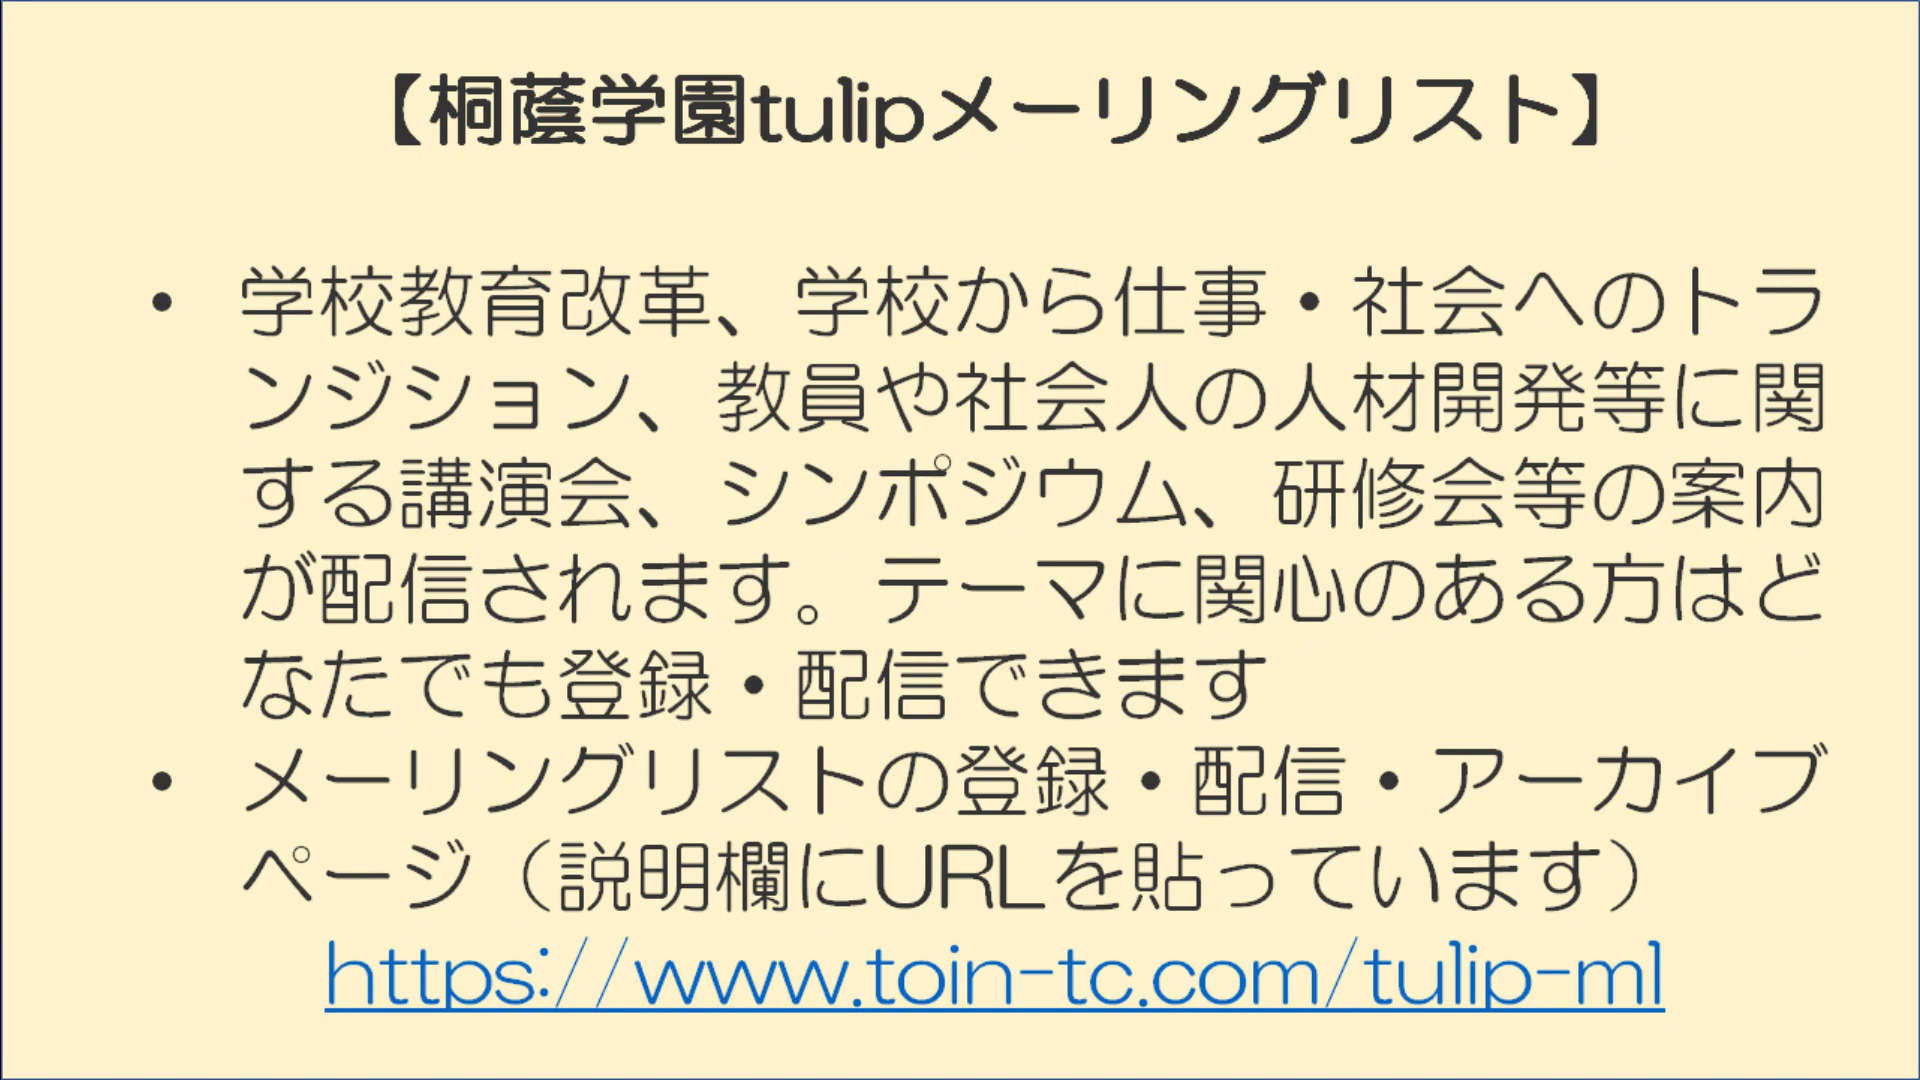 【桐蔭学園tulipメーリングリスト】
• 学校教育改革、学校から仕事・社会へのトラ
ンジション、教員や社会人の人材開発等に関
する講演会、シンポジウム、研修会等の案内
が配信されます。テーマに関心のある方はど
なたでも登録・配信できます
• メーリングリストの登録・配信・アーカイブ
ページ（説明欄にURLを貼っています）
https://www.toin-tc.com/tulip-ml